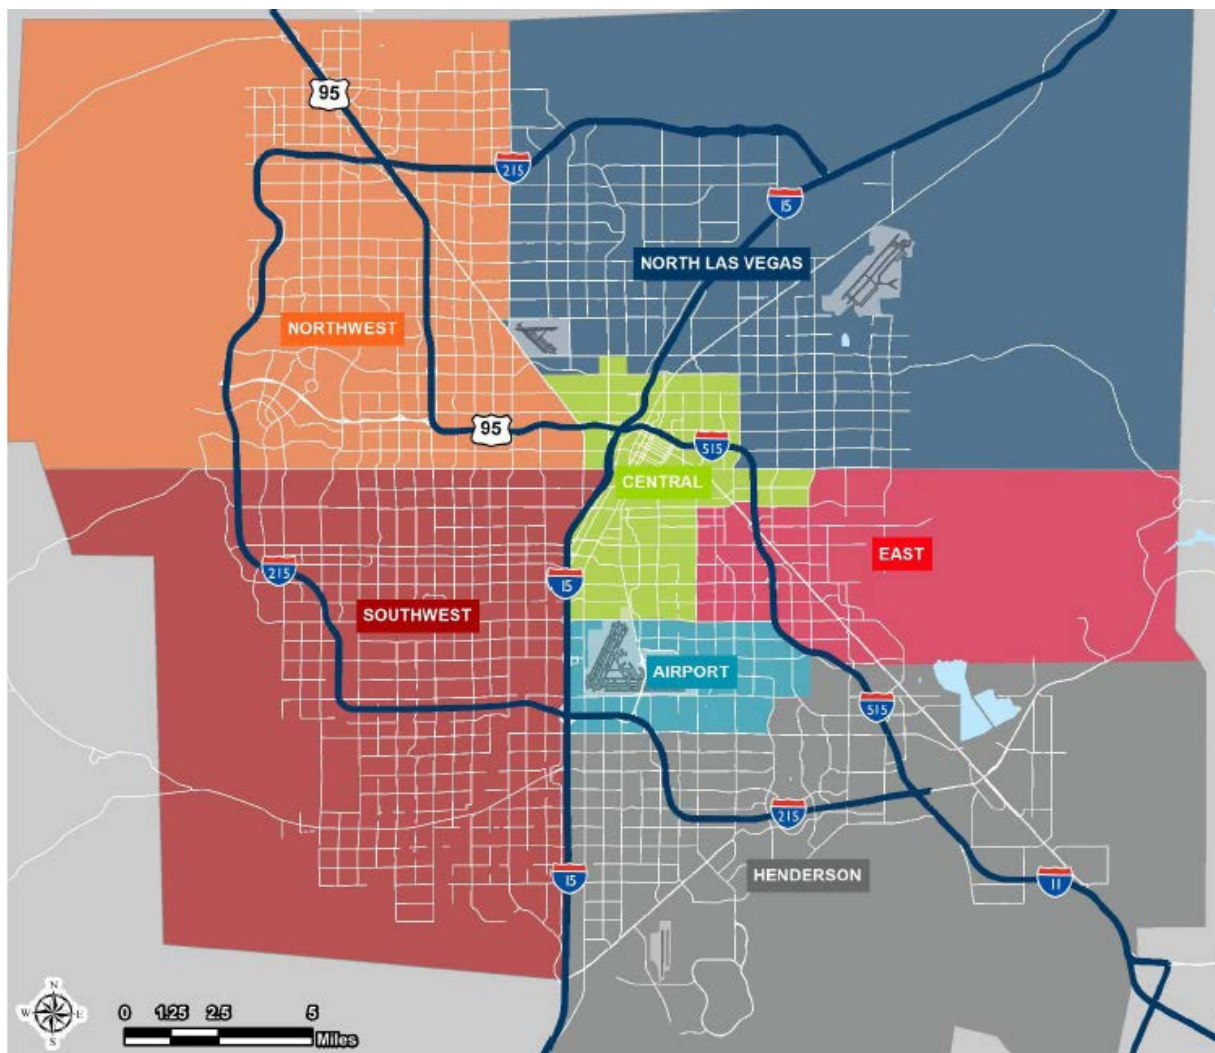 95
215
15
NORTH LAS VEGAS
NORTHWEST
95
515
CENTRAL
EAST
215
15
SOUTHWEST
AIRPORT
515
215
HENDERSON
15
11
N
W E
S
0 1.25 2.5 5
Miles